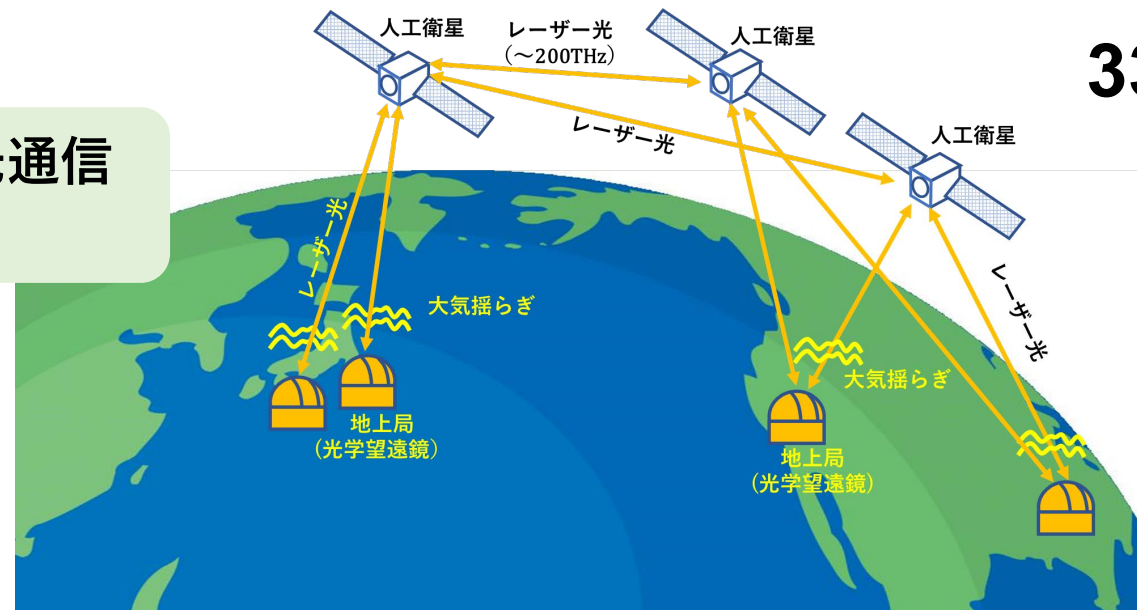 人工衛星
レーザー光
(～200THz)
人工衛星
33
光通信
レーザー光
人工衛星
レーザー光
大気揺らぎ
レーザー光
大気揺らぎ
地上局
(光学望遠鏡)
地上局
(光学望遠鏡)